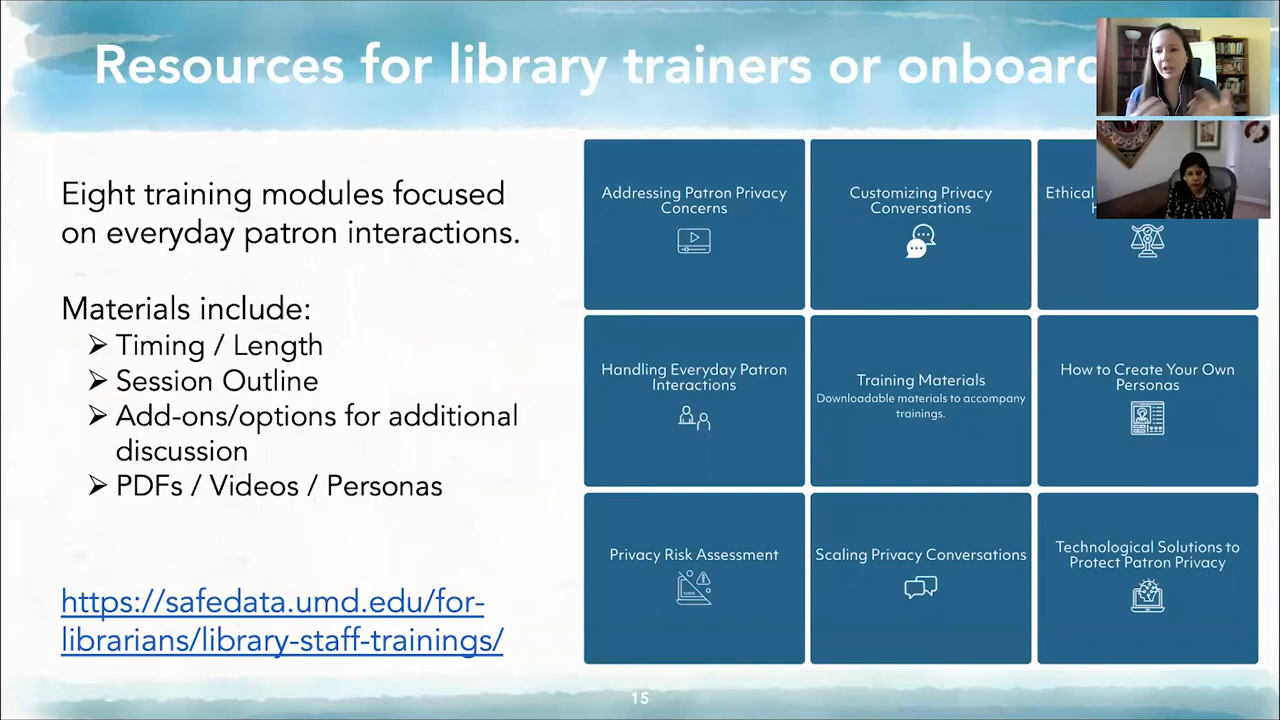 Resources for library trainers or
Eight training modules focused
on everyday patron interactions.
Materials include:
➢ Timing / Length
➢ Session Outline
➢ Add-ons/options for additional
discussion
➢ PDFs / Videos / Personas
https://safedata.umd.edu/for-
librarians/library-staff-trainings/
Addressing Patron Privacy
Concerns
Customizing Privacy
Conversations
Ethical
Handling Everyday Patron
Interactions
Training Materials
Downloadable materials to accompany
trainings.
How to Create Your Own
Personas
Privacy Risk Assessment
Scaling Privacy Conversations
Technological Solutions to
Protect Patron Privacy
15